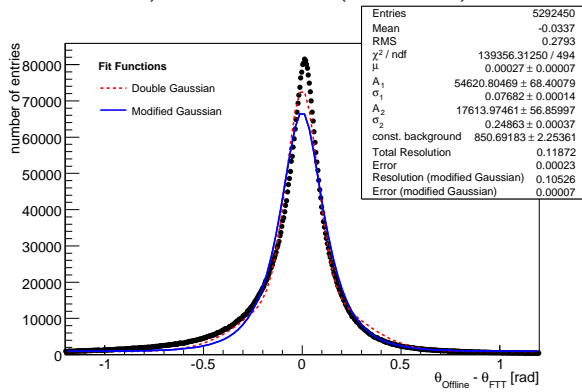 Entries 5292450
Mean -0.0337
RMS 0.2793
χ² / ndf 139356.31250 / 494
μ 0.00027 ± 0.00007
A₁ 54620.80469 ± 68.40079
σ₁ 0.07682 ± 0.00014
A₂ 17613.97461 ± 56.85997
σ₂ 0.24863 ± 0.00037
const. background 850.69183 ± 2.25361
Total Resolution 0.11872
Error 0.00023
Resolution (modified Gaussian) 0.10526
Error (modified Gaussian) 0.00007
Fit Functions
Double Gaussian
Modified Gaussian
number of entries
80000
70000
60000
50000
40000
30000
20000
10000
0
-1 -0.5 0 0.5 1
θOffline - θFTT [rad]